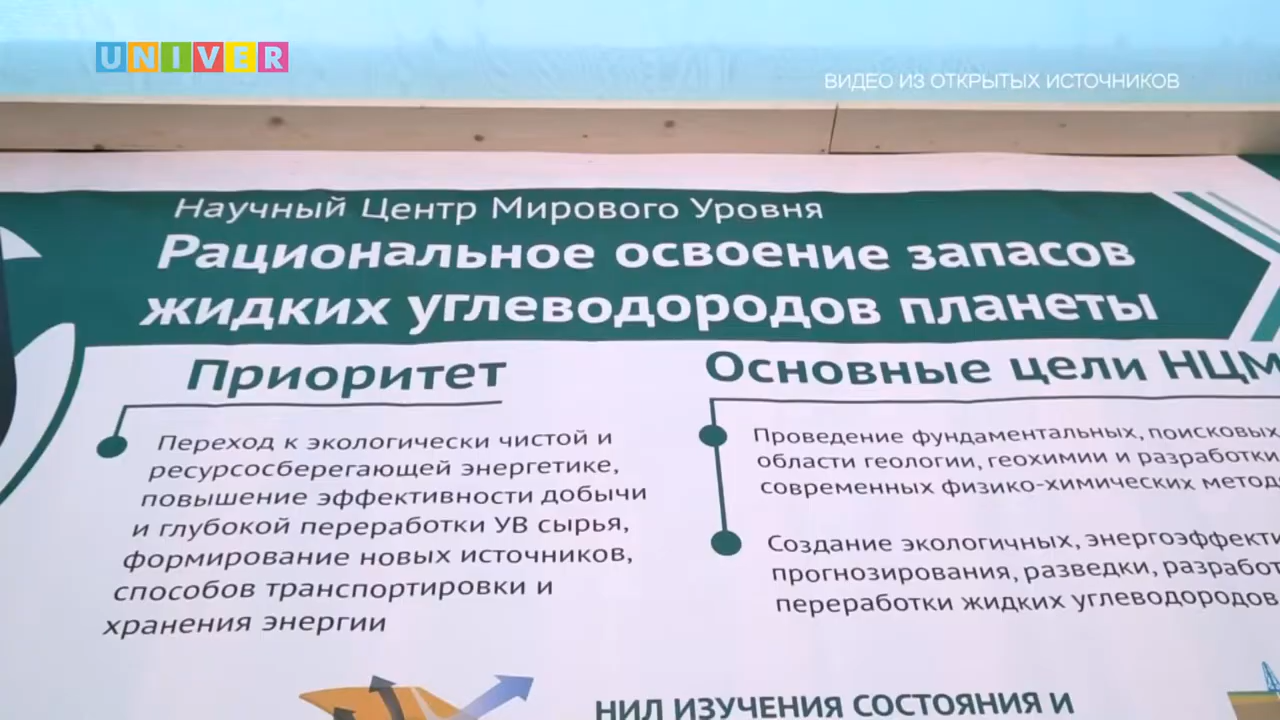 UNIVER
ВИДЕО ИЗ ОТКРЫТЫХ ИСТОЧНИКОВ
Научный Центр Мирового Уровня
Рациональное освоение запасов
жидких углеводородов планеты
Приоритет
Переход к экологически чистой и
ресурсосберегающей энергетике,
повышение эффективности добычи
и глубокой переработки УВ сырья,
формирование новых источников,
способов транспортировки и
хранения энергии
Основные цели НЦМ
Проведение фундаментальных, поисковых
области геологии, геохимии и разработки
современных физико-химических метод
Создание экологичных, энергоэффекти
прогнозирования, разведки, разработ
переработки жидких углеводородов
НИЛ ИЗУЧЕНИЯ СОСТОЯНИЯ И